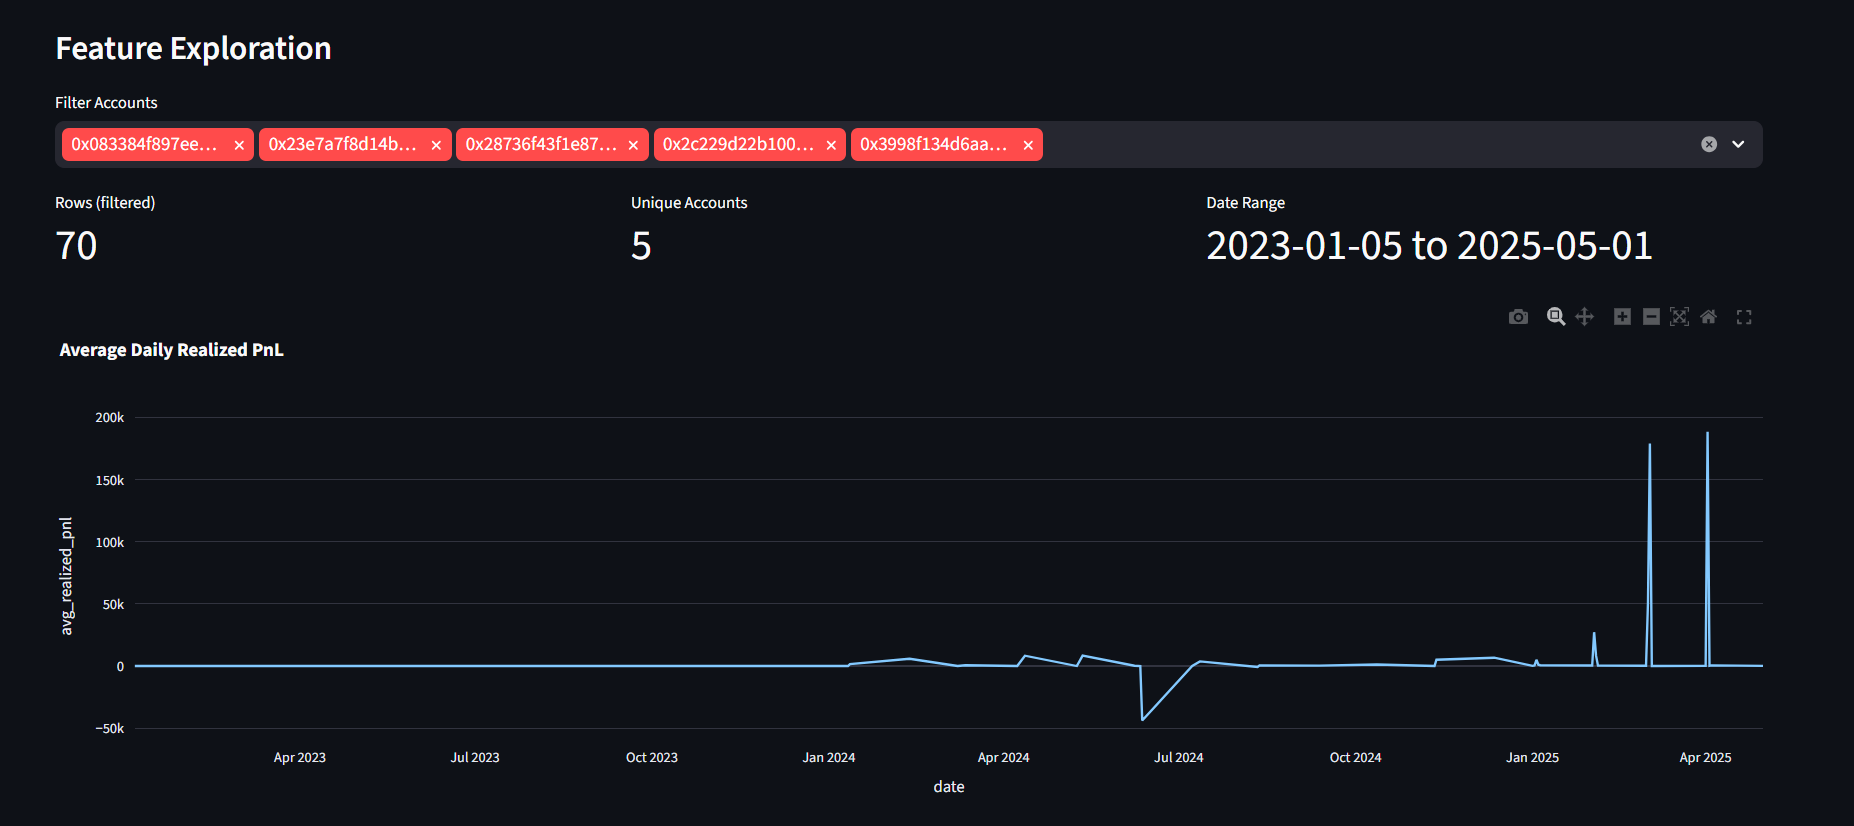 Feature Exploration
Filter Accounts
0x083384f897ee... × 0x23e7a7f8d14b... × 0x28736f43f1e87... × 0x2c229d22b100... × 0x3998f134d6aa... ×
Rows (filtered) Unique Accounts Date Range
70 5 2023-01-05 to 2025-05-01
Average Daily Realized PnL
200k
150k
100k
50k
0
−50k
avg_realized_pnl
Apr 2023 Jul 2023 Oct 2023 Jan 2024 Apr 2024 Jul 2024 Oct 2024 Jan 2025 Apr 2025
date